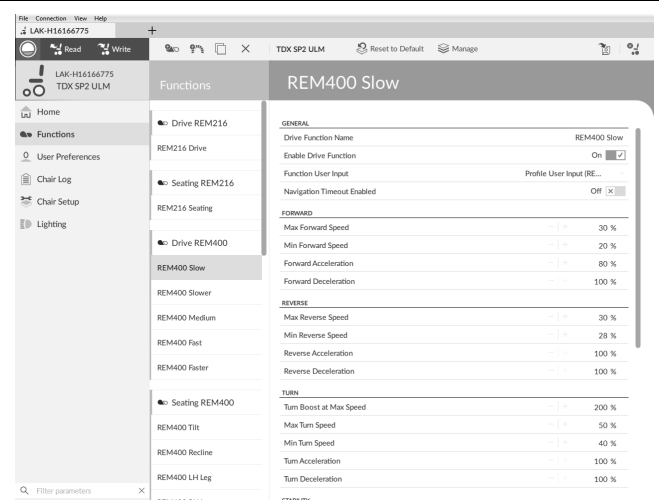 File Connection View Help
LAK-H16166775 +
Read Write TDX SP2 ULM Reset to Default Manage
LAK-H16166775
TDX SP2 ULM
Home
Functions
User Preferences
Chair Log
Chair Setup
Lighting
Filter parameters
Functions
Drive REM216
REM216 Drive
Seating REM216
REM216 Seating
Drive REM400
REM400 Slow
REM400 Slower
REM400 Medium
REM400 Fast
REM400 Faster
Seating REM400
REM400 Tilt
REM400 Recline
REM400 LH Leg
REM400 Slow
GENERAL
Drive Function Name REM400 Slow
Enable Drive Function On
Function User Input Profile User Input (RE...
Navigation Timeout Enabled Off
FORWARD
Max Forward Speed − + 30 %
Min Forward Speed − + 20 %
Forward Acceleration − + 80 %
Forward Deceleration − + 100 %
REVERSE
Max Reverse Speed − + 30 %
Min Reverse Speed − + 28 %
Reverse Acceleration − + 100 %
Reverse Deceleration − + 100 %
TURN
Turn Boost at Max Speed − + 200 %
Max Turn Speed − + 50 %
Min Turn Speed − + 40 %
Turn Acceleration − + 100 %
Turn Deceleration − + 100 %